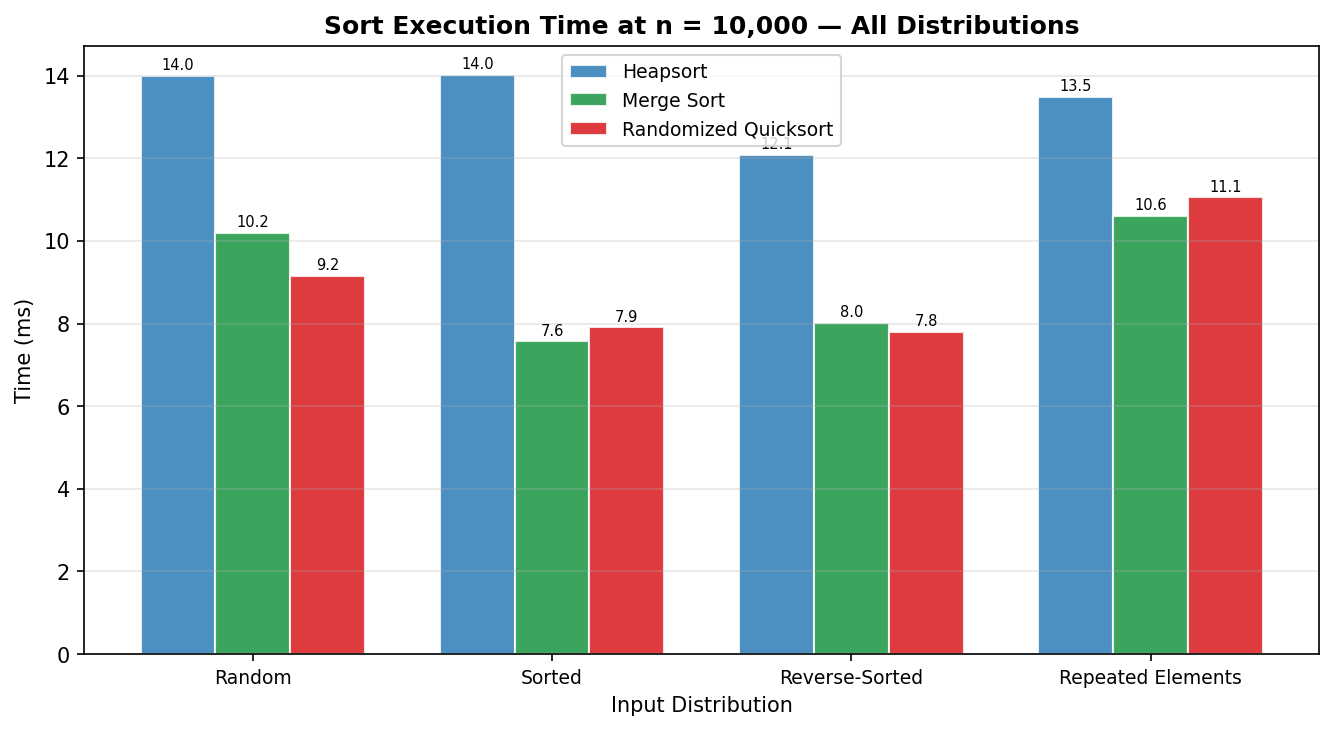 Sort Execution Time at n = 10,000 — All Distributions
Heapsort
Merge Sort
Randomized Quicksort
14.0
10.2
9.2
14.0
7.6
7.9
12.1
8.0
7.8
13.5
10.6
11.1
14
12
10
8
6
4
2
0
Time (ms)
Random
Sorted
Reverse-Sorted
Repeated Elements
Input Distribution